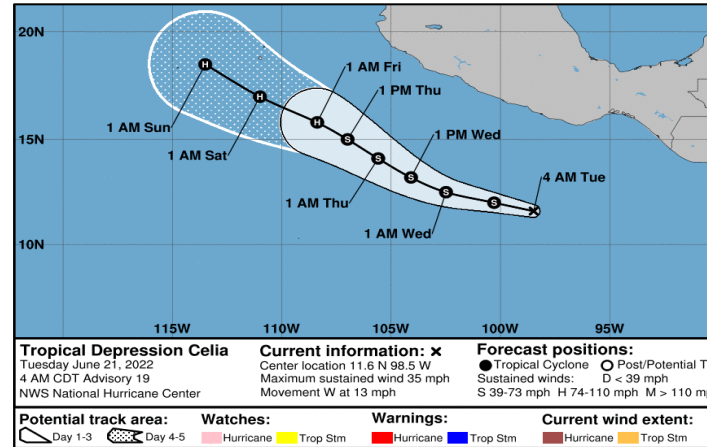 20N
15N
10N
115W
110W
105W
100W
95W
1 AM Sun
H
1 AM Sat
H
1 AM Fri
H
1 PM Thu
S
1 AM Thu
S
1 PM Wed
S
1 AM Wed
S
S
4 AM Tue
Tropical Depression Celia
Tuesday June 21, 2022
4 AM CDT Advisory 19
NWS National Hurricane Center
Current information: x
Center location 11.6 N 98.5 W
Maximum sustained wind 35 mph
Movement W at 13 mph
Forecast positions:
Tropical Cyclone Post/Potential T
Sustained winds: D < 39 mph
S 39-73 mph H 74-110 mph M > 110 mp
Potential track area:
Day 1-3 Day 4-5
Watches:
Hurricane Trop Stm
Warnings:
Hurricane Trop Stm
Current wind extent:
Hurricane Trop Stm